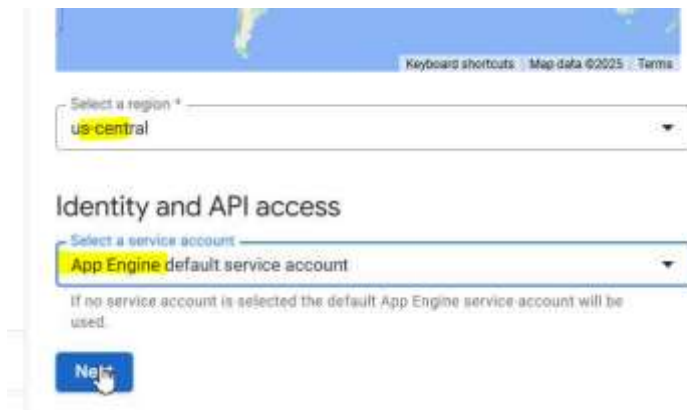 Keyboard shortcuts Map data ©2025 Terms
Select a region *
us-central
Identity and API access
Select a service account
App Engine default service account
If no service account is selected the default App Engine service account will be
used.
Next